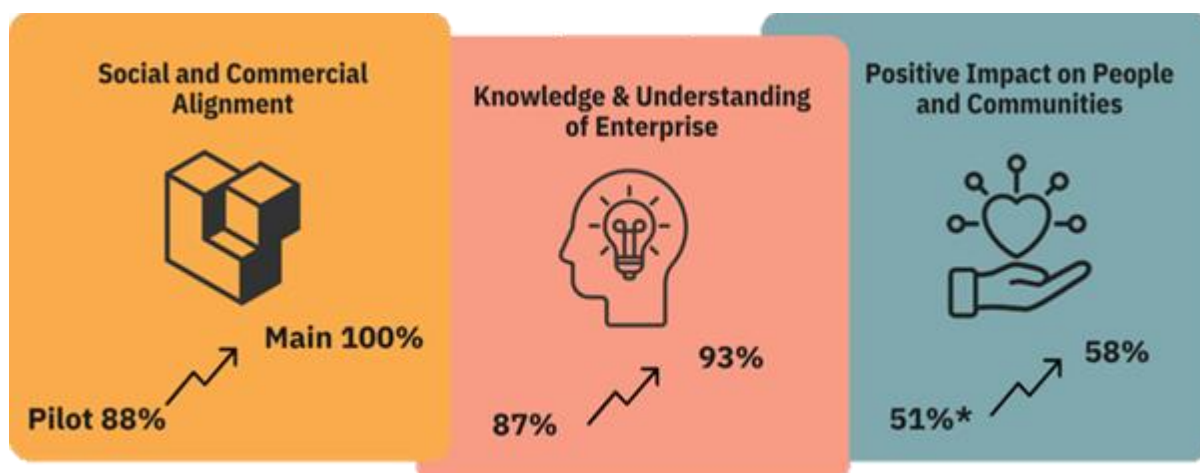 Social and Commercial
Alignment
Main 100%
Pilot 88%
Knowledge & Understanding
of Enterprise
93%
87%
Positive Impact on People
and Communities
58%
51%*